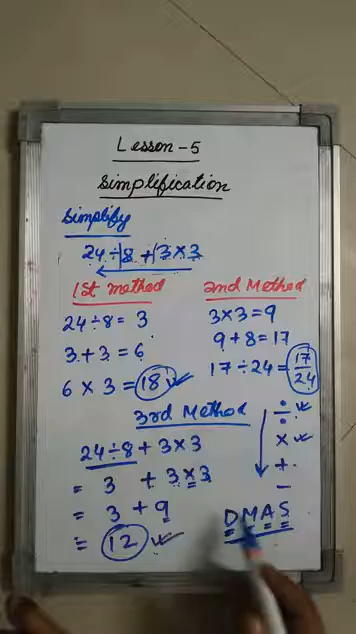 Lesson-5
Simplification
Simplify
24÷8+3×3
1St method
24÷8= 3
3+3=6
6×3=18
2nd Method
3×3=9
9+8=17
17÷24=17/24
3rd Method
24÷8+3×3
= 3 + 3×3
= 3+9
= 12
÷
×
+
−
DMAS